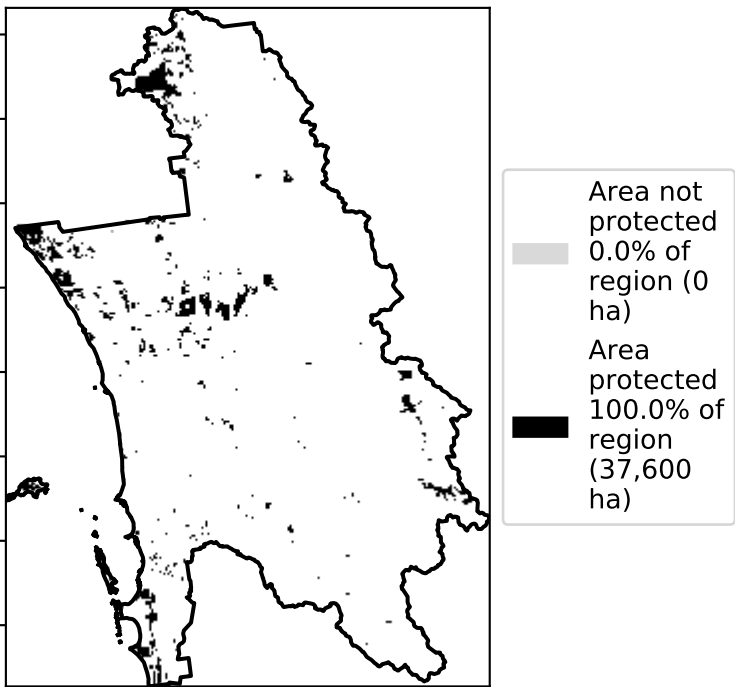 Area not
protected
0.0% of
region (0
ha)
Area
protected
100.0% of
region
(37,600
ha)